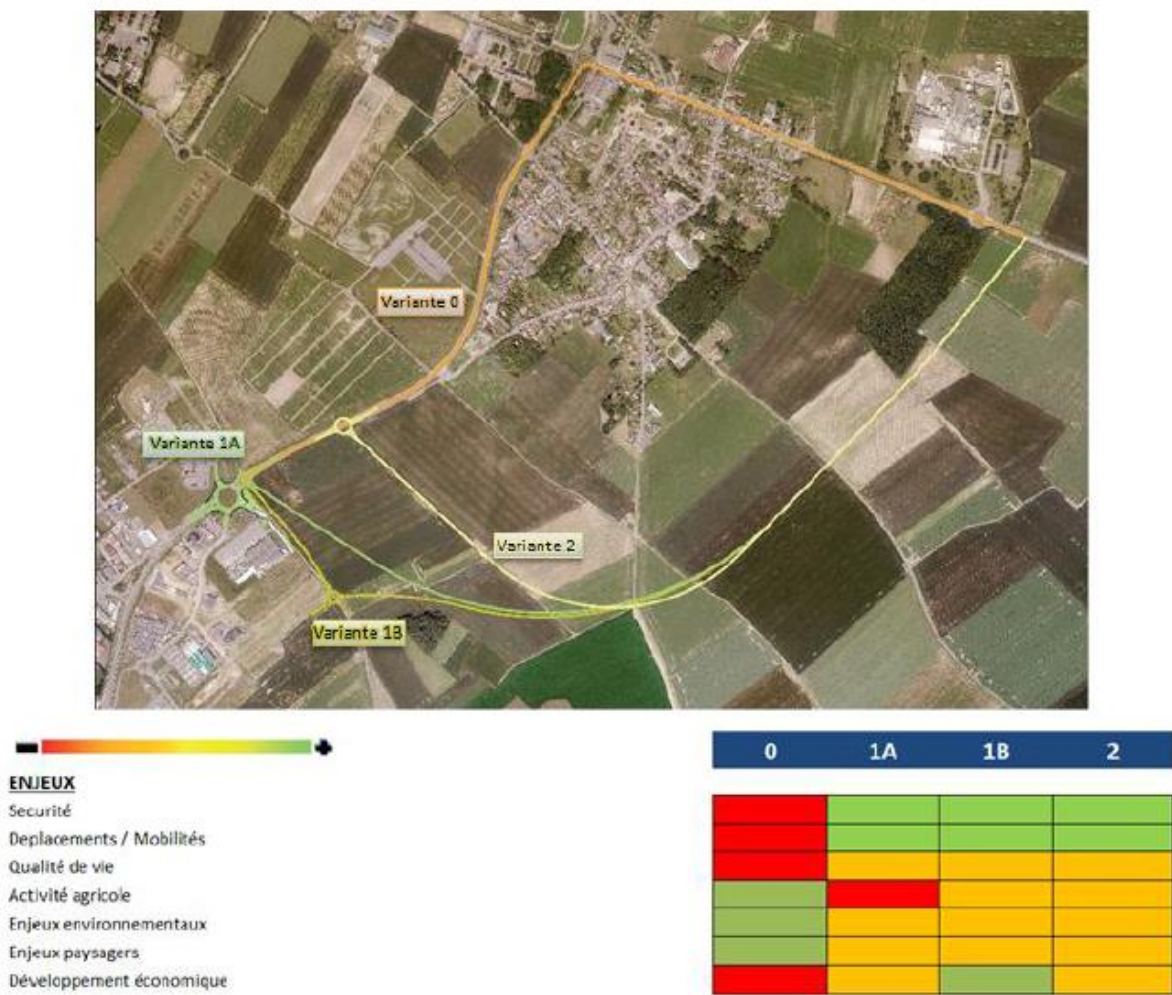 Variante 0
Variante 1A
Variante 2
Variante 1B
0 1A 1B 2
ENJEUX
Securité
Deplacements / Mobilités
Qualité de vie
Activité agricole
Enjeux environnementaux
Enjeux paysagers
Développement économique